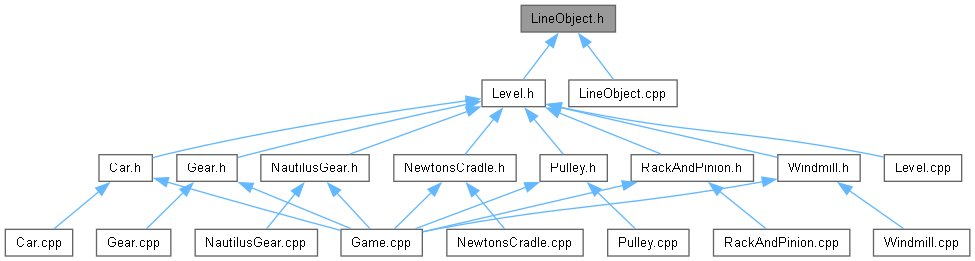 LineObject.h
Level.h
LineObject.cpp
Car.h
Gear.h
NautilusGear.h
NewtonsCradle.h
Pulley.h
RackAndPinion.h
Windmill.h
Level.cpp
Car.cpp
Gear.cpp
NautilusGear.cpp
Game.cpp
NewtonsCradle.cpp
Pulley.cpp
RackAndPinion.cpp
Windmill.cpp